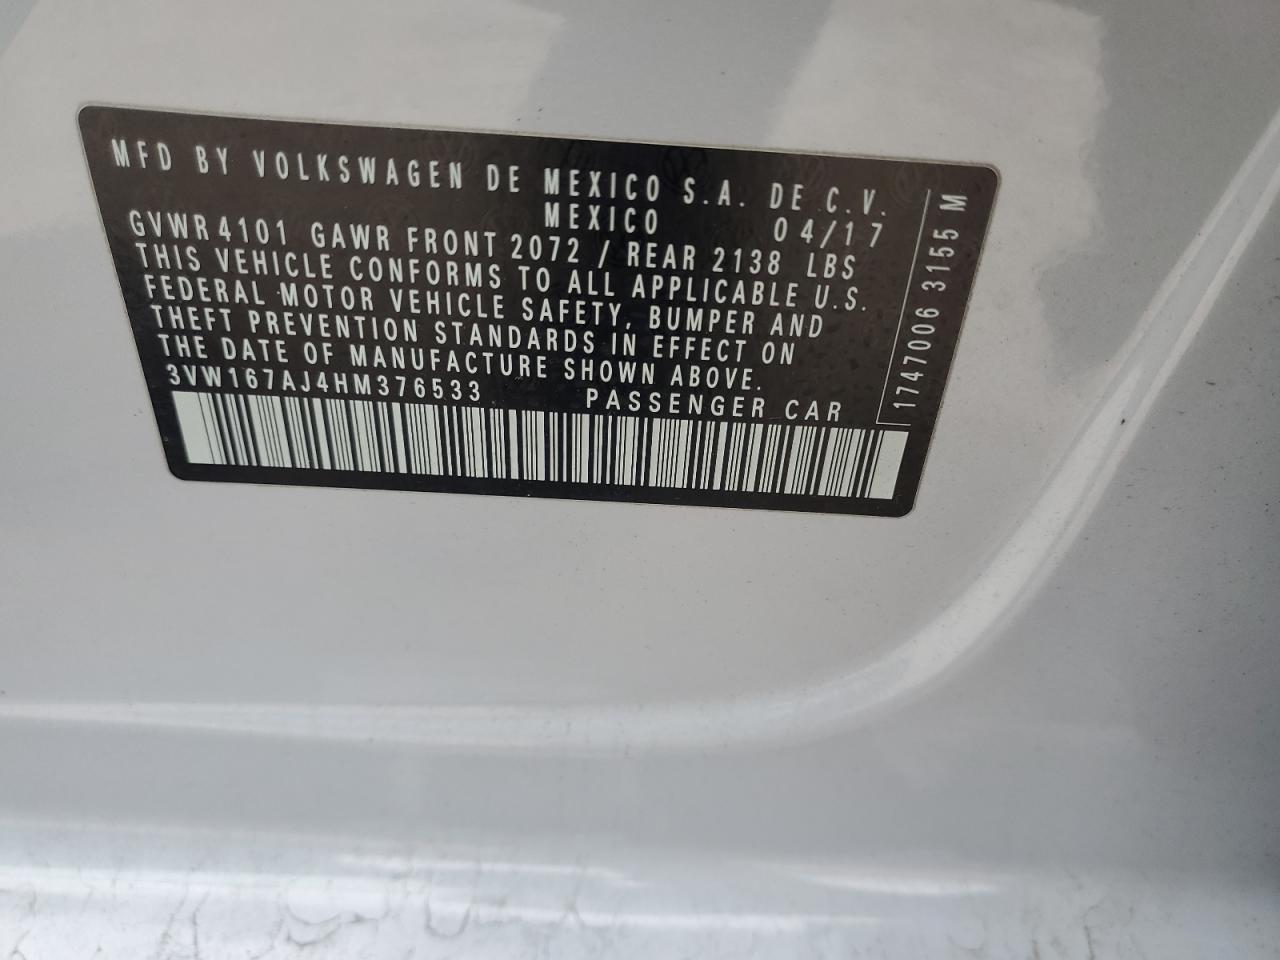 MFD BY VOLKSWAGEN DE MEXICO S.A. DE C.V.
MEXICO 04/17
GVWR 4101 GAWR FRONT 2072 / REAR 2138 LBS
THIS VEHICLE CONFORMS TO ALL APPLICABLE U.S.
FEDERAL MOTOR VEHICLE SAFETY, BUMPER AND
THEFT PREVENTION STANDARDS IN EFFECT ON
THE DATE OF MANUFACTURE SHOWN ABOVE.
3VW167AJ4HM376533 PASSENGER CAR
1747006 3155 M